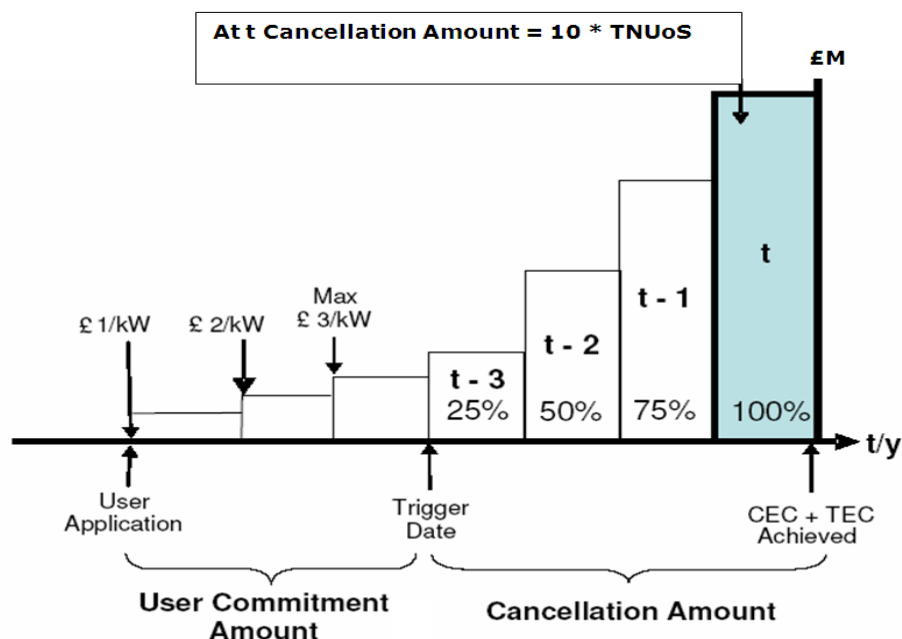 At t Cancellation Amount = 10 * TNUoS
£M
t
t - 1
Max
£ 1/kW
£ 2/kW
£ 3/kW
t - 2
t - 3
25%
50%
75%
100%
t/y
User
Application
Trigger
Date
CEC + TEC
Achieved
User Commitment
Amount
Cancellation Amount